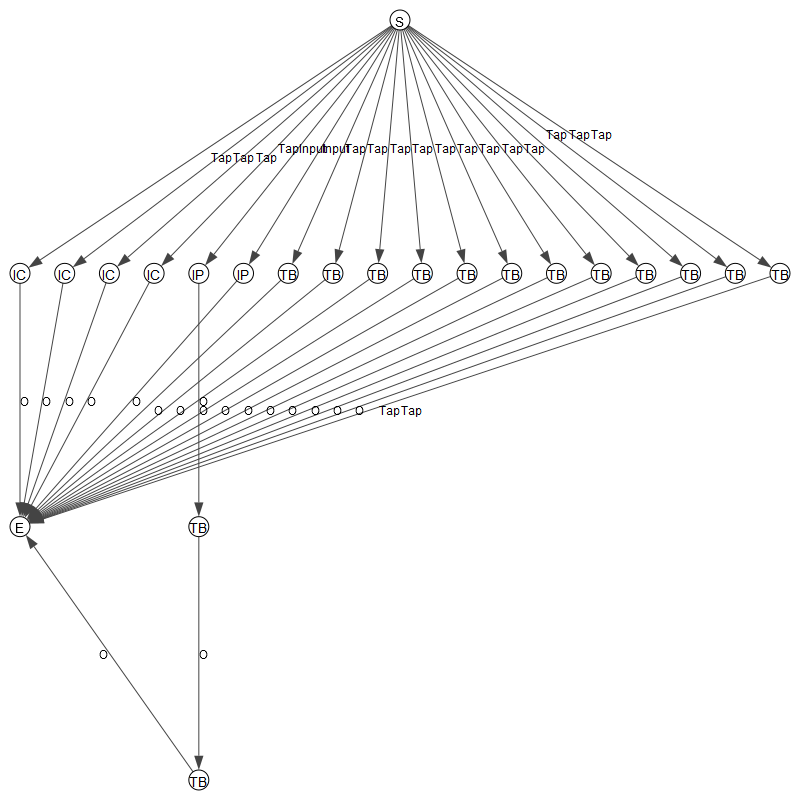 S
TapTapTap
TapInputInputTapTapTapTapTapTapTapTapTap
TapTapTap
IC IC IC IC IP IP TB TB TB TB TB TB TB TB TB TB TB TB
O O O O O O
O O O O O O O O O O TapTap
E TB
O O
TB